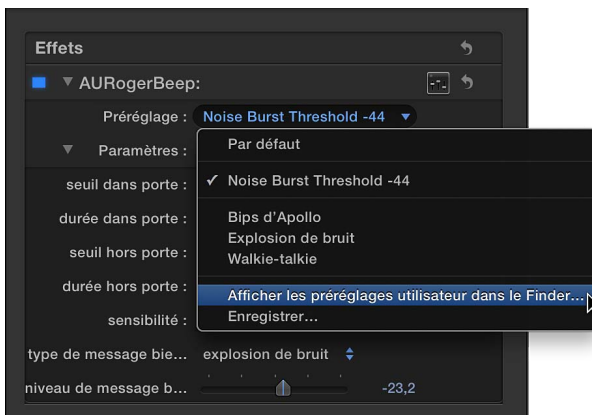 Effets
AURogerBeep:
Préréglage : Noise Burst Threshold -44
Par défaut
Paramètres :
✓ Noise Burst Threshold -44
seuil dans porte :
Bips d’Apollo
durée dans porte :
Explosion de bruit
seuil hors porte :
Walkie-talkie
durée hors porte :
Afficher les préréglages utilisateur dans le Finder...
sensibilité :
Enregistrer...
type de message bie... explosion de bruit
niveau de message b... -23,2